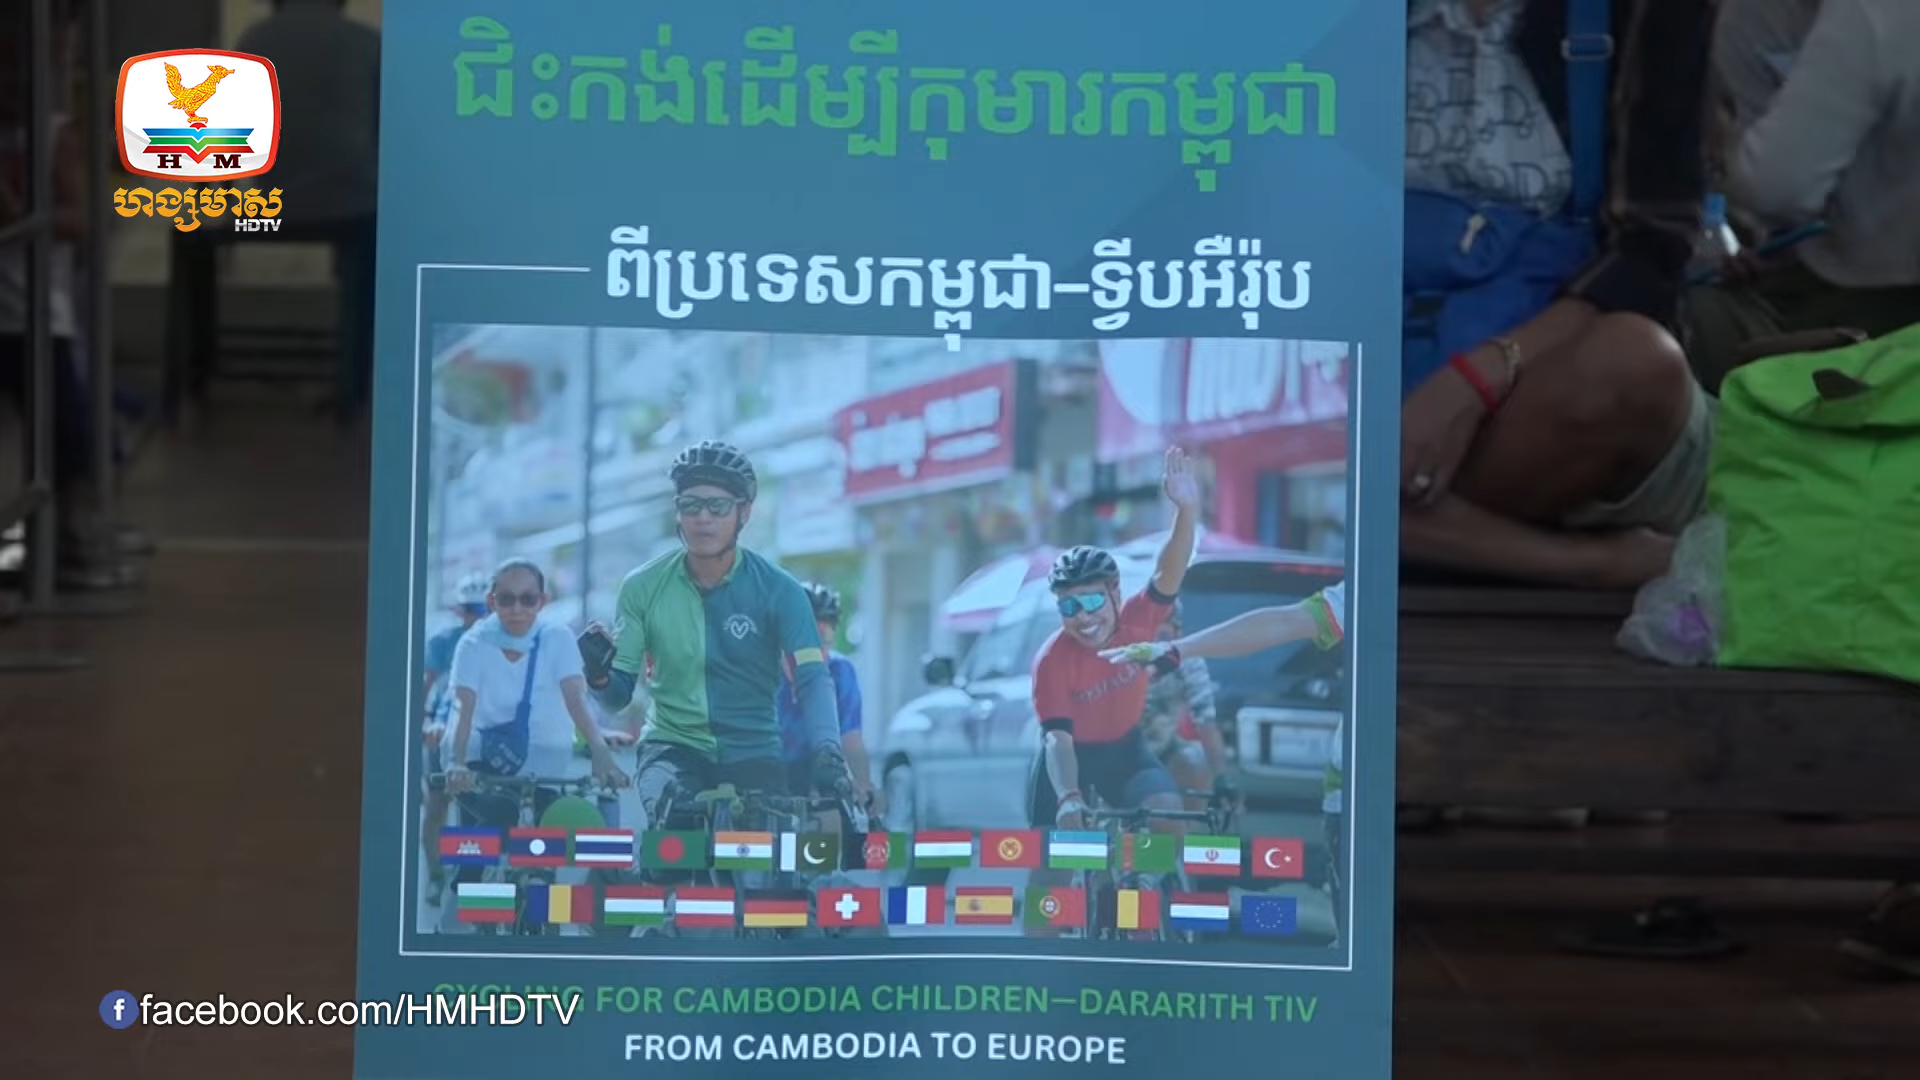 ជិះកង់ដើម្បីកុមារកម្ពុជា
HM
ហង្សមាស
HDTV
ពីប្រទេសកម្ពុជា–ទ្វីបអឺរ៉ុប
CYCLING FOR CAMBODIA CHILDREN—DARARITH TIV
facebook.com/HMHDTV
FROM CAMBODIA TO EUROPE